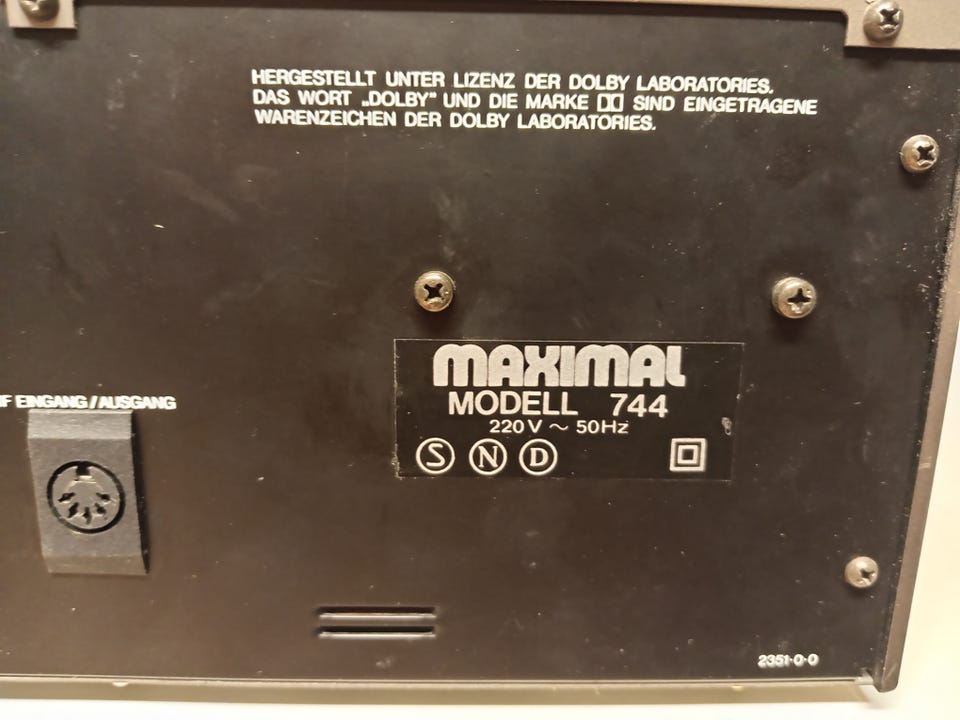 HERGESTELLT UNTER LIZENZ DER DOLBY LABORATORIES.
DAS WORT „DOLBY" UND DIE MARKE SIND EINGETRAGENE
WARENZEICHEN DER DOLBY LABORATORIES.
EINGANG/AUSGANG
MAXIMAL
MODELL 744
220V ~ 50Hz
S N D
2351-0-0